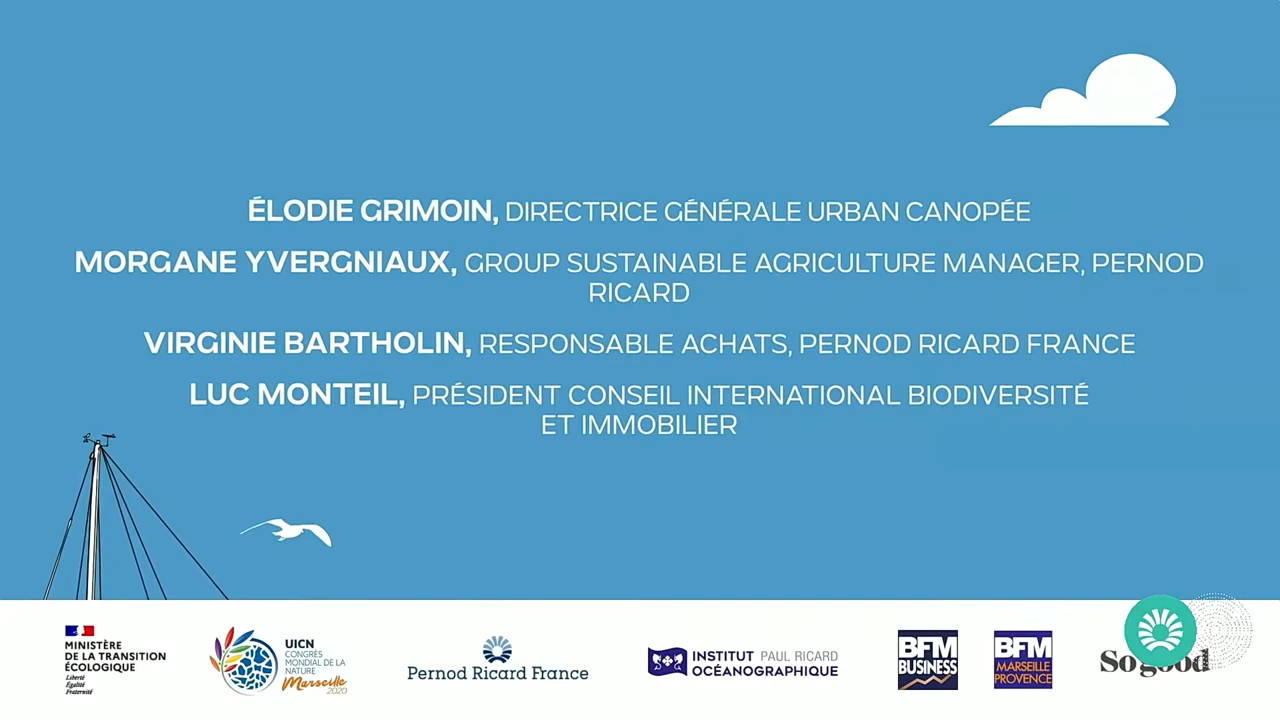 ÉLODIE GRIMOIN, DIRECTRICE GÉNÉRALE URBAN CANOPÉE
MORGANE YVERGNIAUX, GROUP SUSTAINABLE AGRICULTURE MANAGER, PERNOD
RICARD
VIRGINIE BARTHOLIN, RESPONSABLE ACHATS, PERNOD RICARD FRANCE
LUC MONTEIL, PRÉSIDENT CONSEIL INTERNATIONAL BIODIVERSITÉ
ET IMMOBILIER
MINISTÈRE
DE LA TRANSITION
ÉCOLOGIQUE
Liberté
Égalité
Fraternité
UICN
CONGRÈS
MONDIAL DE LA
NATURE
Marseille
2020
Pernod Ricard France
INSTITUT PAUL RICARD
OCÉANOGRAPHIQUE
BFM
BUSINESS
BFM
MARSEILLE
PROVENCE
So good